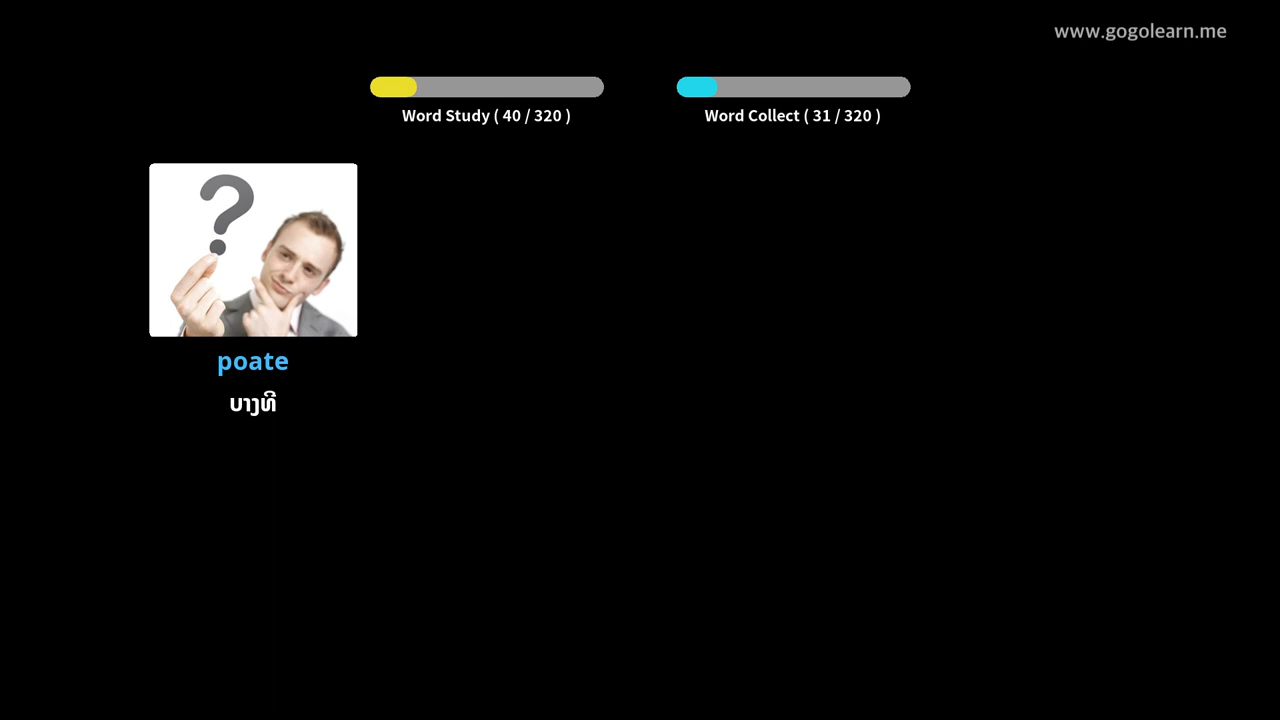 www.gogolearn.me
Word Study ( 40 / 320 )
Word Collect ( 31 / 320 )
?
poate
ບາງທີ